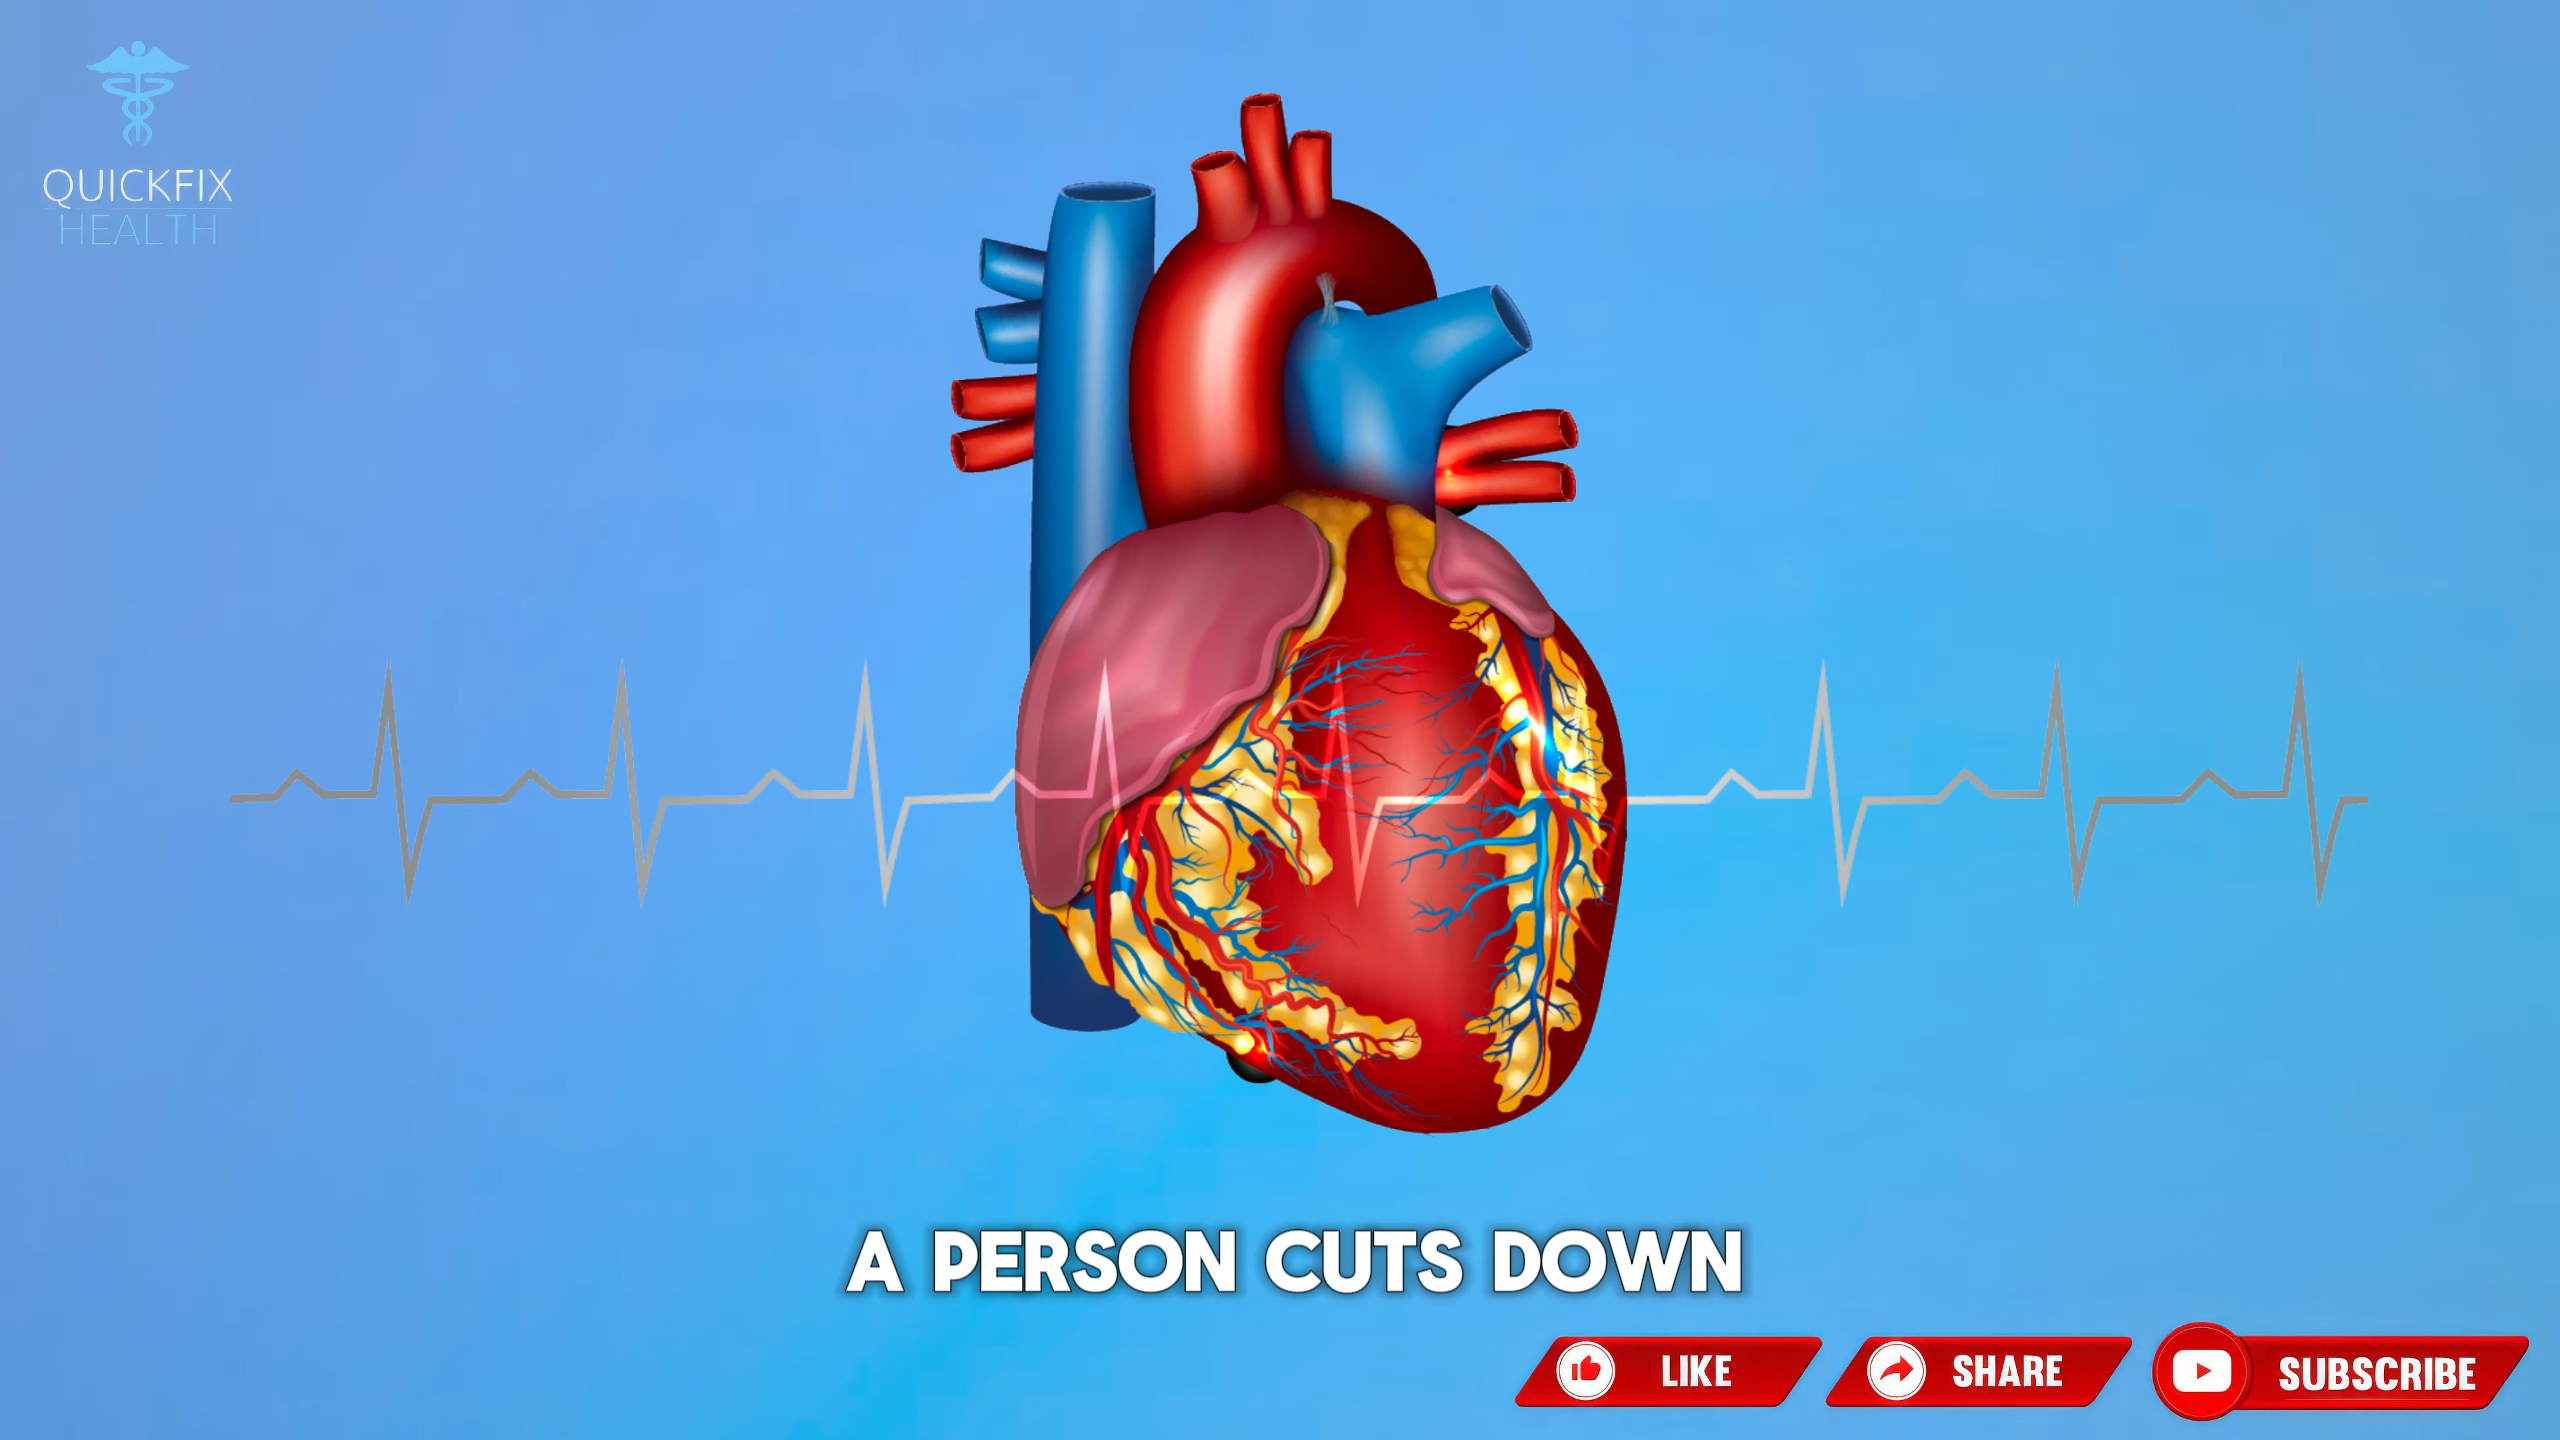 QUICKFIX
HEALTH
A PERSON CUTS DOWN
LIKE
SHARE
SUBSCRIBE